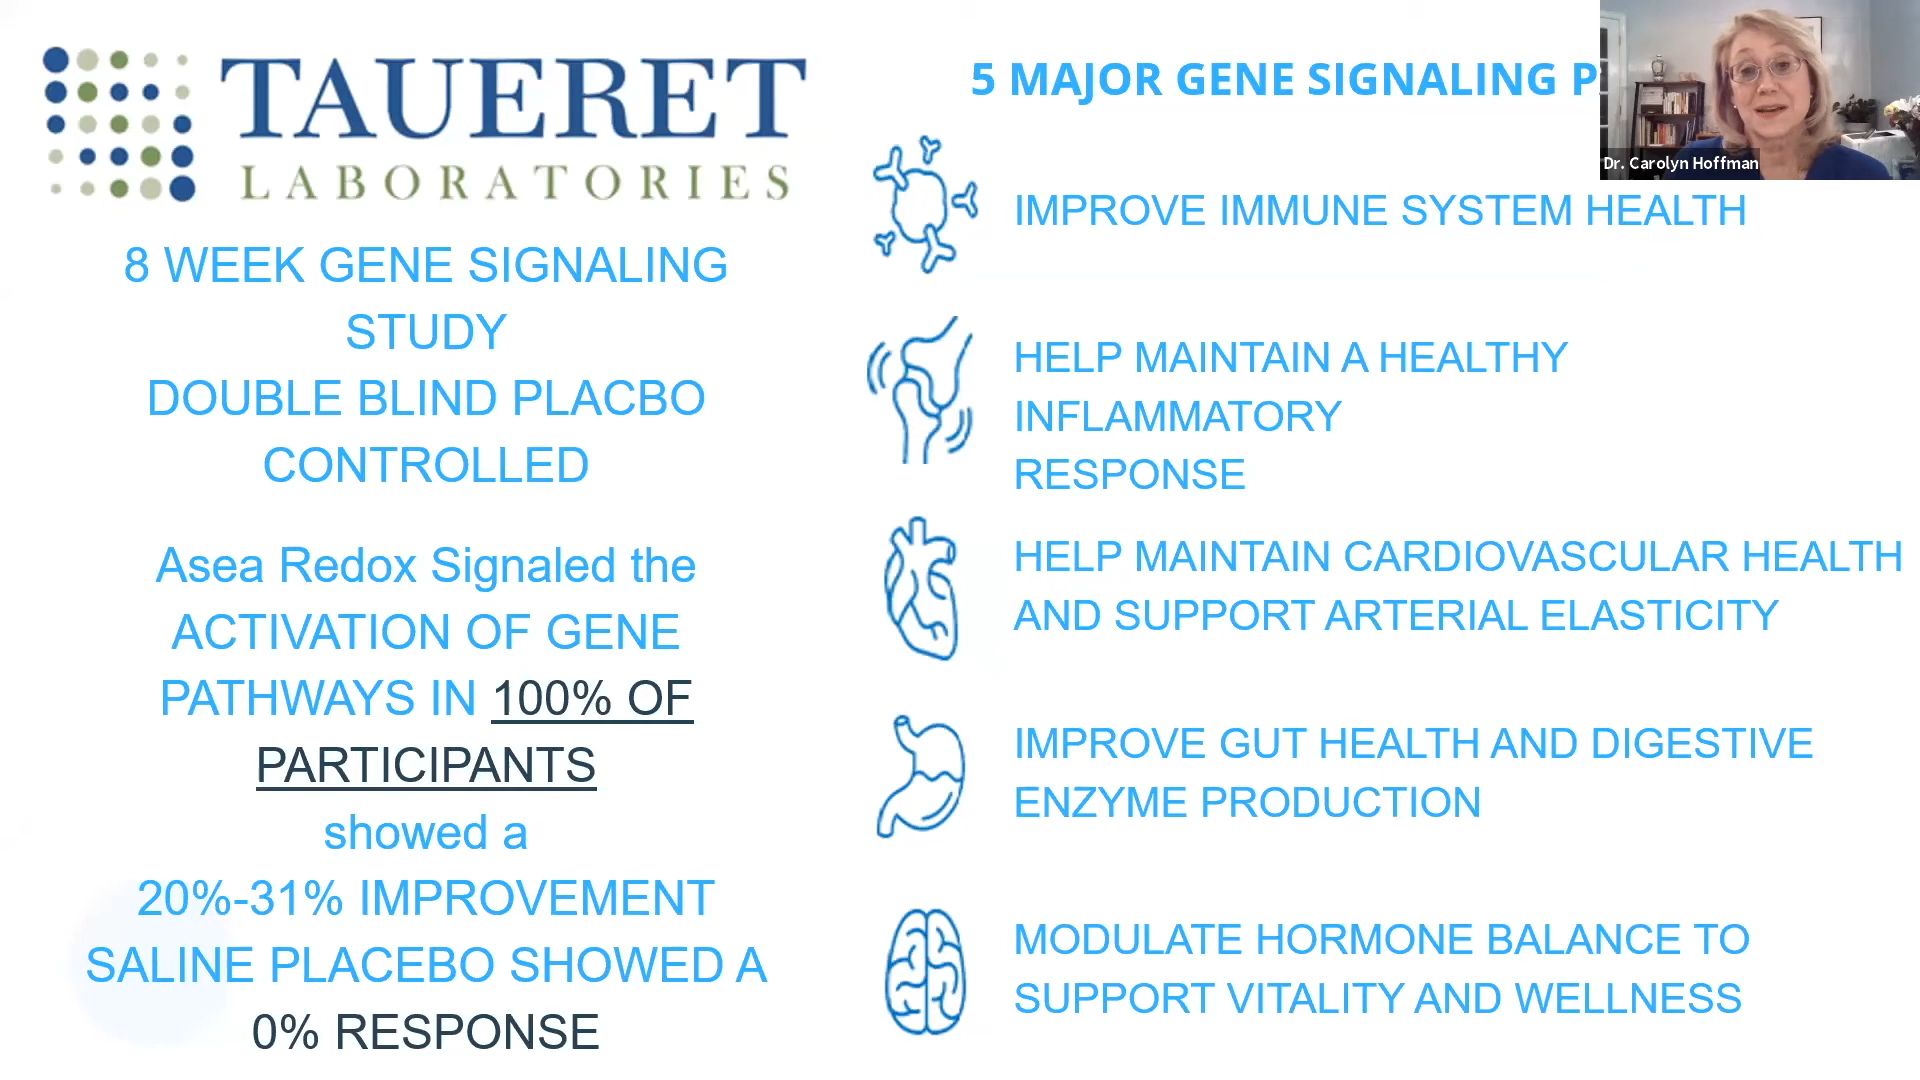 TAUERET
LABORATORIES
8 WEEK GENE SIGNALING
STUDY
DOUBLE BLIND PLACBO
CONTROLLED
Asea Redox Signaled the
ACTIVATION OF GENE
PATHWAYS IN 100% OF
PARTICIPANTS
showed a
20%-31% IMPROVEMENT
SALINE PLACEBO SHOWED A
0% RESPONSE
5 MAJOR GENE SIGNALING P
Dr. Carolyn Hoffman
IMPROVE IMMUNE SYSTEM HEALTH
HELP MAINTAIN A HEALTHY
INFLAMMATORY
RESPONSE
HELP MAINTAIN CARDIOVASCULAR HEALTH
AND SUPPORT ARTERIAL ELASTICITY
IMPROVE GUT HEALTH AND DIGESTIVE
ENZYME PRODUCTION
MODULATE HORMONE BALANCE TO
SUPPORT VITALITY AND WELLNESS